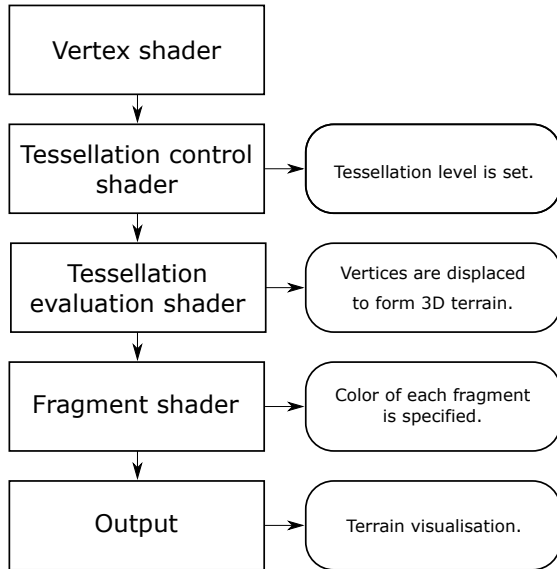 Vertex shader
Tessellation control
shader
Tessellation level is set.
Tessellation
evaluation shader
Vertices are displaced
to form 3D terrain.
Fragment shader
Color of each fragment
is specified.
Output
Terrain visualisation.